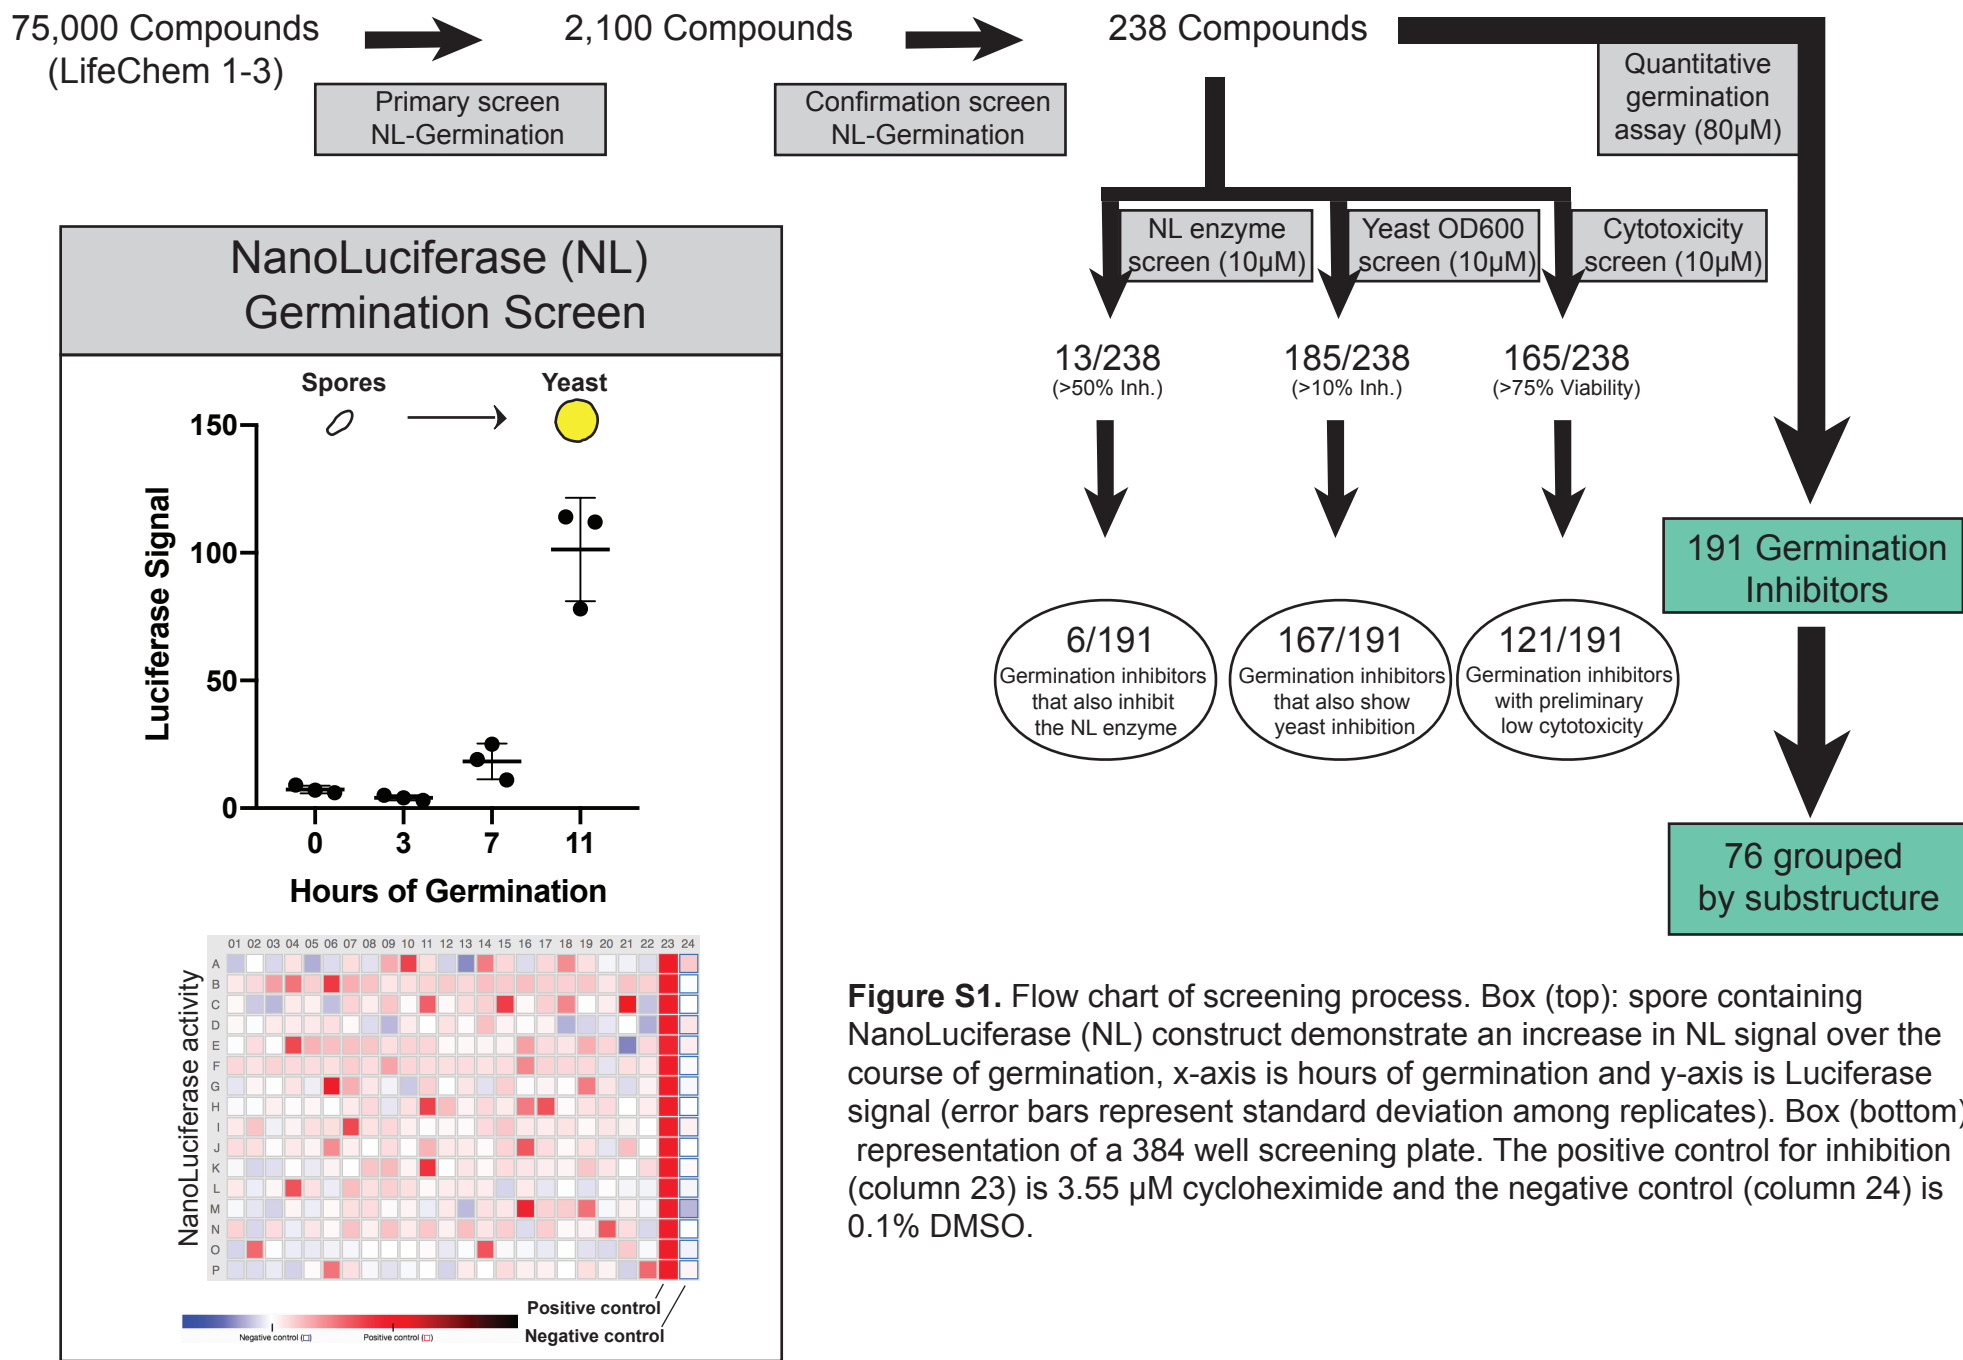 75,000 Compounds
(LifeChem 1-3)
2,100 Compounds
238 Compounds
Primary screen
NL-Germination
Confirmation screen
NL-Germination
Quantitative
germination
assay (80µM)
NL enzyme
screen (10µM)
Yeast OD600
screen (10µM)
Cytotoxicity
screen (10µM)
13/238
(>50% Inh.)
185/238
(>10% Inh.)
165/238
(>75% Viability)
6/191
Germination inhibitors
that also inhibit
the NL enzyme
167/191
Germination inhibitors
that also show
yeast inhibition
121/191
Germination inhibitors
with preliminary
low cytotoxicity
191 Germination
Inhibitors
76 grouped
by substructure
NanoLuciferase (NL)
Germination Screen
Spores
Yeast
Luciferase Signal
150
100
50
0
0 3 7 11
Hours of Germination
NanoLuciferase activity
01 02 03 04 05 06 07 08 09 10 11 12 13 14 15 16 17 18 19 20 21 22 23 24
A
B
C
D
E
F
G
H
I
J
K
L
M
N
O
P
Positive control
Negative control
Negative control (□)
Positive control (□)
Figure S1. Flow chart of screening process. Box (top): spore containing
NanoLuciferase (NL) construct demonstrate an increase in NL signal over the
course of germination, x-axis is hours of germination and y-axis is Luciferase
signal (error bars represent standard deviation among replicates). Box (bottom)
representation of a 384 well screening plate. The positive control for inhibition
(column 23) is 3.55 µM cycloheximide and the negative control (column 24) is
0.1% DMSO.